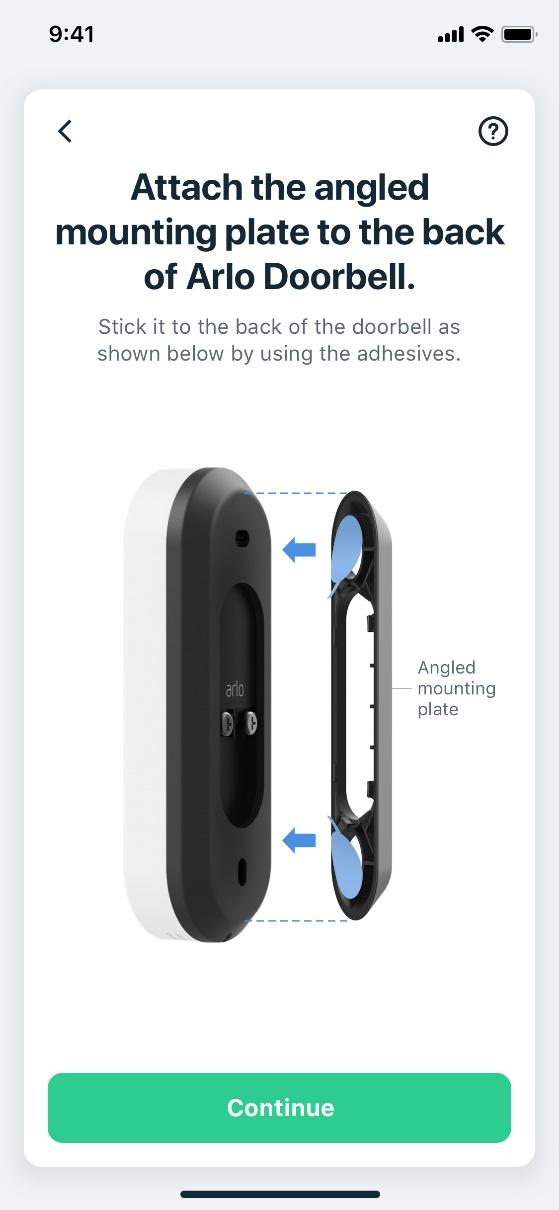 9:41
Attach the angled
mounting plate to the back
of Arlo Doorbell.
Stick it to the back of the doorbell as
shown below by using the adhesives.
arlo
Angled
mounting
plate
Continue